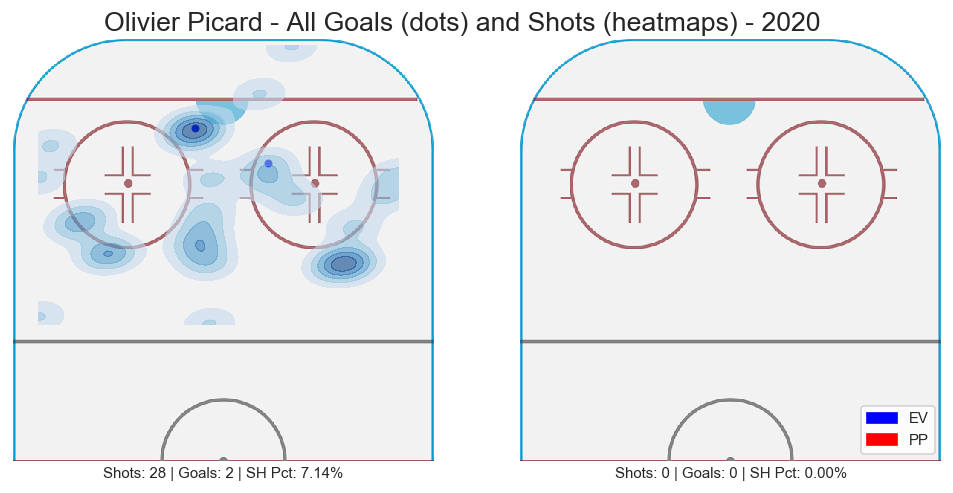 Olivier Picard - All Goals (dots) and Shots (heatmaps) - 2020
EV
PP
Shots: 28 | Goals: 2 | SH Pct: 7.14%
Shots: 0 | Goals: 0 | SH Pct: 0.00%